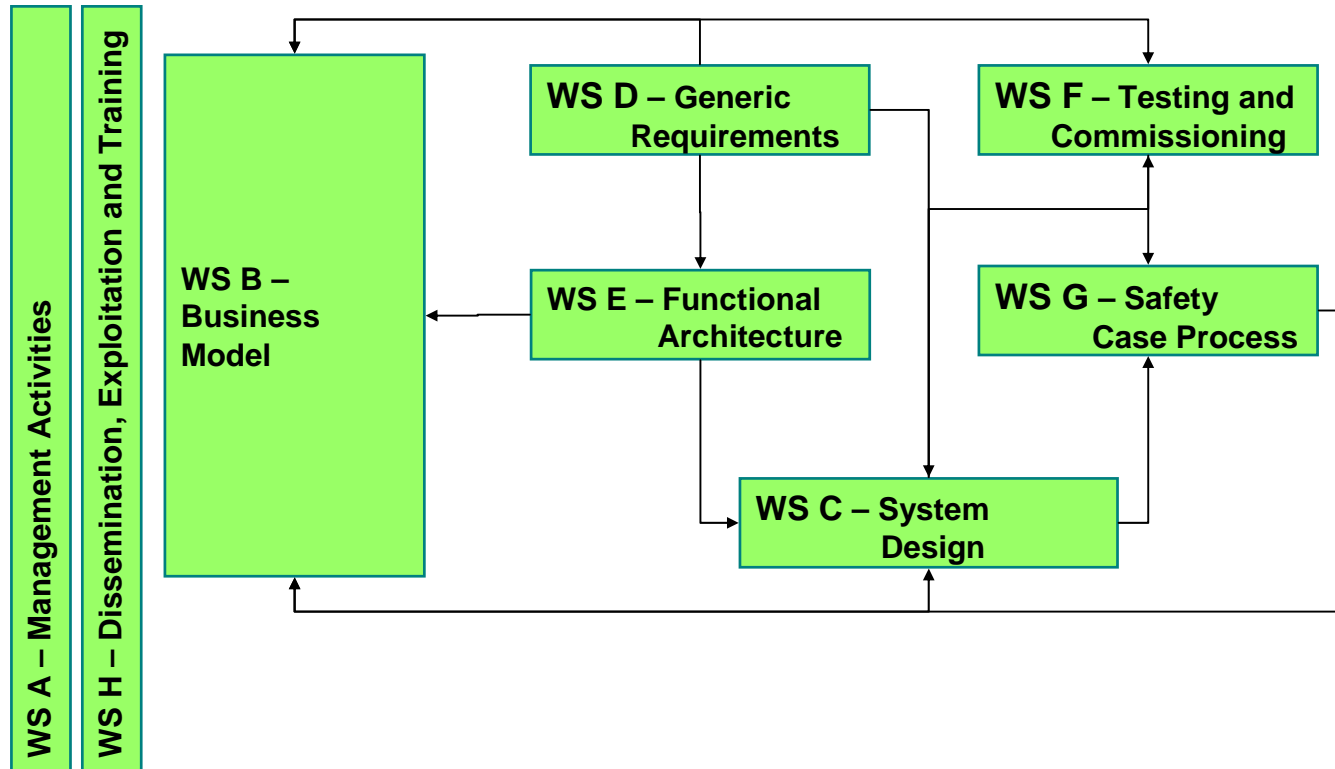 WS A – Management Activities
WS H – Dissemination, Exploitation and Training
WS B –
Business
Model
WS D – Generic
Requirements
WS E – Functional
Architecture
WS C – System
Design
WS F – Testing and
Commissioning
WS G – Safety
Case Process